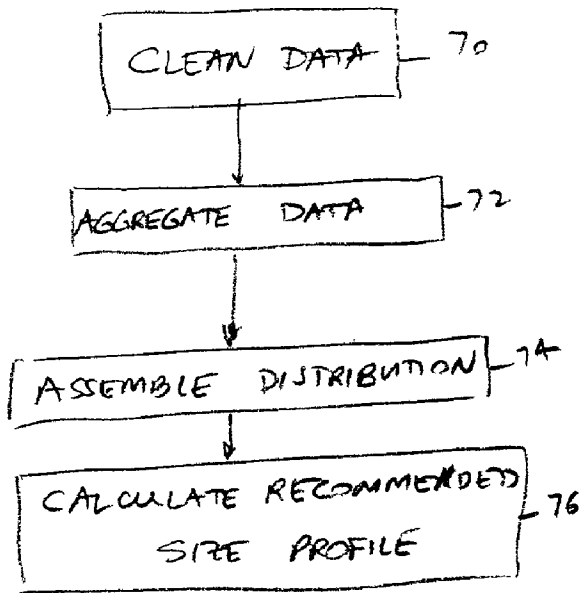 CLEAN DATA 70
AGGREGATE DATA 72
ASSEMBLE DISTRIBUTION 74
CALCULATE RECOMMENDED
SIZE PROFILE 76